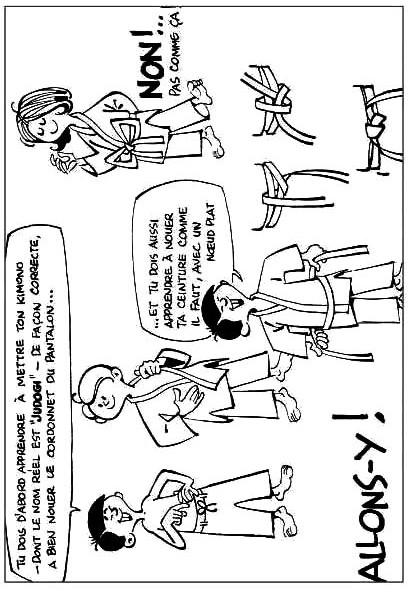 TU DOIS D'ABORD APPRENDRE À METTRE TON KIMONO
- DONT LE NOM RÉEL EST "JUDOGI" - DE FAÇON CORRECTE,
A BIEN NOUER LE CORDONNET DU PANTALON...
...ET TU DOIS AUSSI
APPRENDRE À NOUER
TA CEINTURE COMME
IL FAUT, AVEC UN
NŒUD PLAT
NON!...
PAS COMME ÇA!
ALLONS-Y!